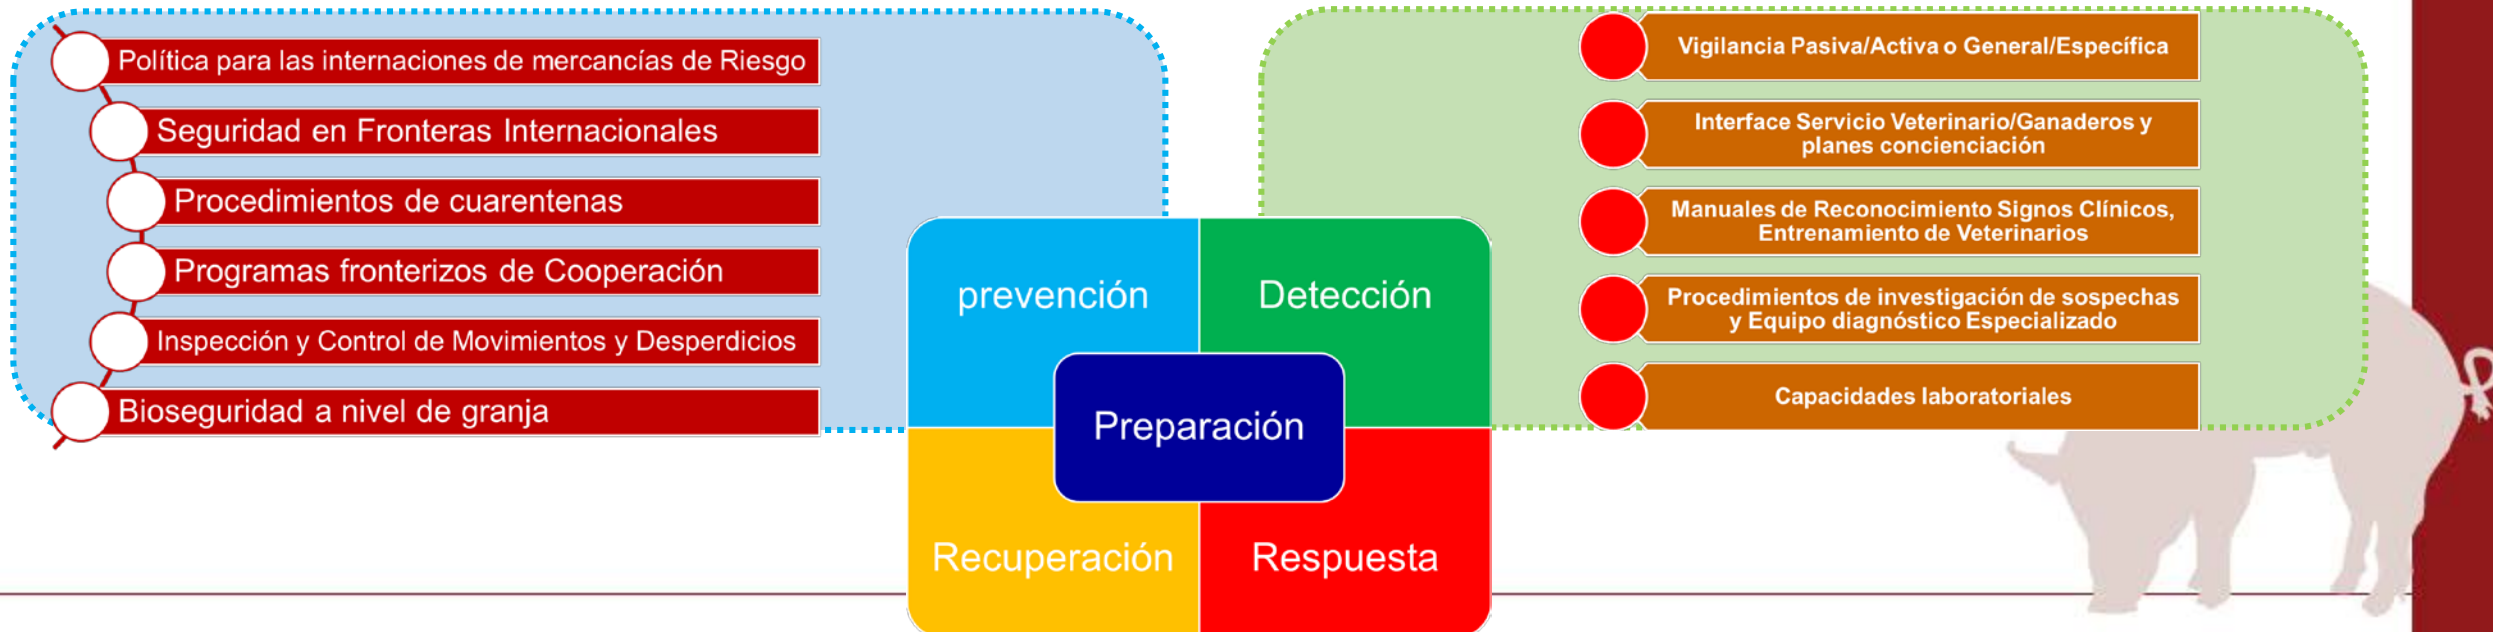 Política para las internaciones de mercancías de Riesgo
Seguridad en Fronteras Internacionales
Procedimientos de cuarentenas
Programas fronterizos de Cooperación
Inspección y Control de Movimientos y Desperdicios
Bioseguridad a nivel de granja
prevención
Detección
Preparación
Recuperación
Respuesta
Vigilancia Pasiva/Activa o General/Específica
Interface Servicio Veterinario/Ganaderos y
planes concienciación
Manuales de Reconocimiento Signos Clínicos,
Entrenamiento de Veterinarios
Procedimientos de investigación de sospechas
y Equipo diagnóstico Especializado
Capacidades laboratoriales